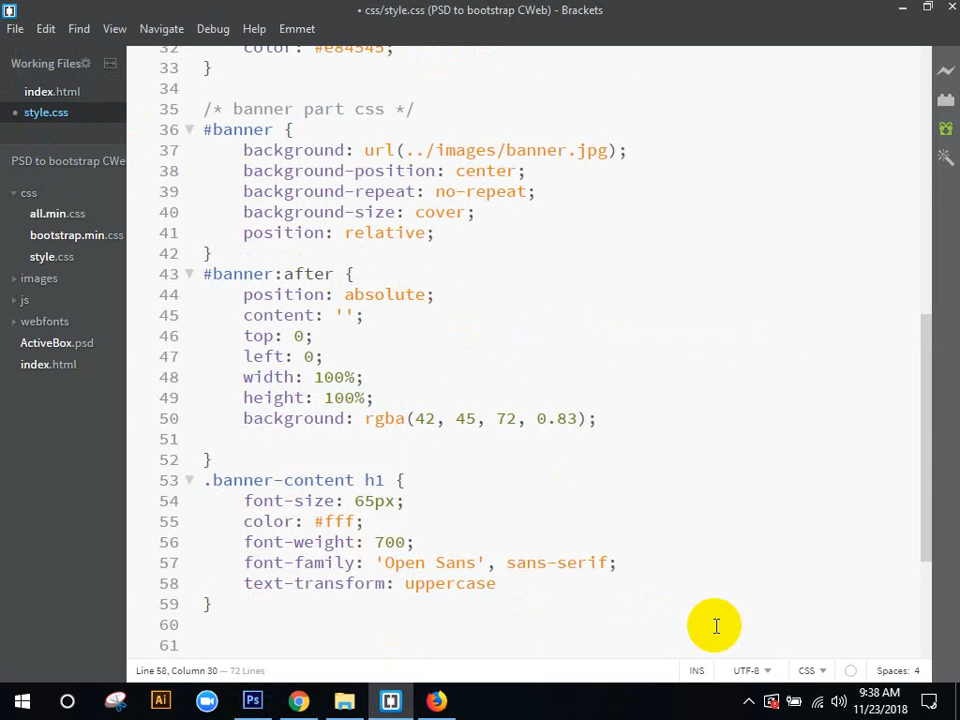 • css/style.css (PSD to bootstrap CWeb) - Brackets
File Edit Find View Navigate Debug Help Emmet
Working Files
index.html
• style.css
PSD to bootstrap CWe
css
all.min.css
bootstrap.min.css
style.css
images
js
webfonts
ActiveBox.psd
index.html
32 color: #e84545;
33 }
34
35 /* banner part css */
36 #banner {
37 background: url(../images/banner.jpg);
38 background-position: center;
39 background-repeat: no-repeat;
40 background-size: cover;
41 position: relative;
42 }
43 #banner:after {
44 position: absolute;
45 content: '';
46 top: 0;
47 left: 0;
48 width: 100%;
49 height: 100%;
50 background: rgba(42, 45, 72, 0.83);
51
52 }
53 .banner-content h1 {
54 font-size: 65px;
55 color: #fff;
56 font-weight: 700;
57 font-family: 'Open Sans', sans-serif;
58 text-transform: uppercase
59 }
60
61
Line 58, Column 30 — 72 Lines INS UTF-8 CSS Spaces: 4
Ai Ps
9:38 AM
11/23/2018